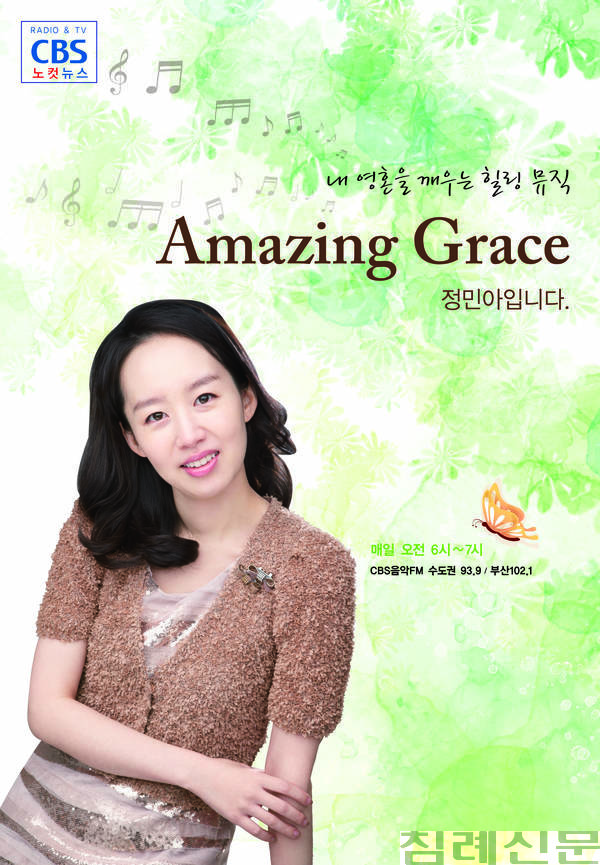 RADIO & TV
CBS
노컷뉴스
내 영혼을 깨우는 힐링 뮤직
Amazing Grace
정민아입니다.
매일 오전 6시~7시
CBS음악FM 수도권 93.9 / 부산102.1
침례신문